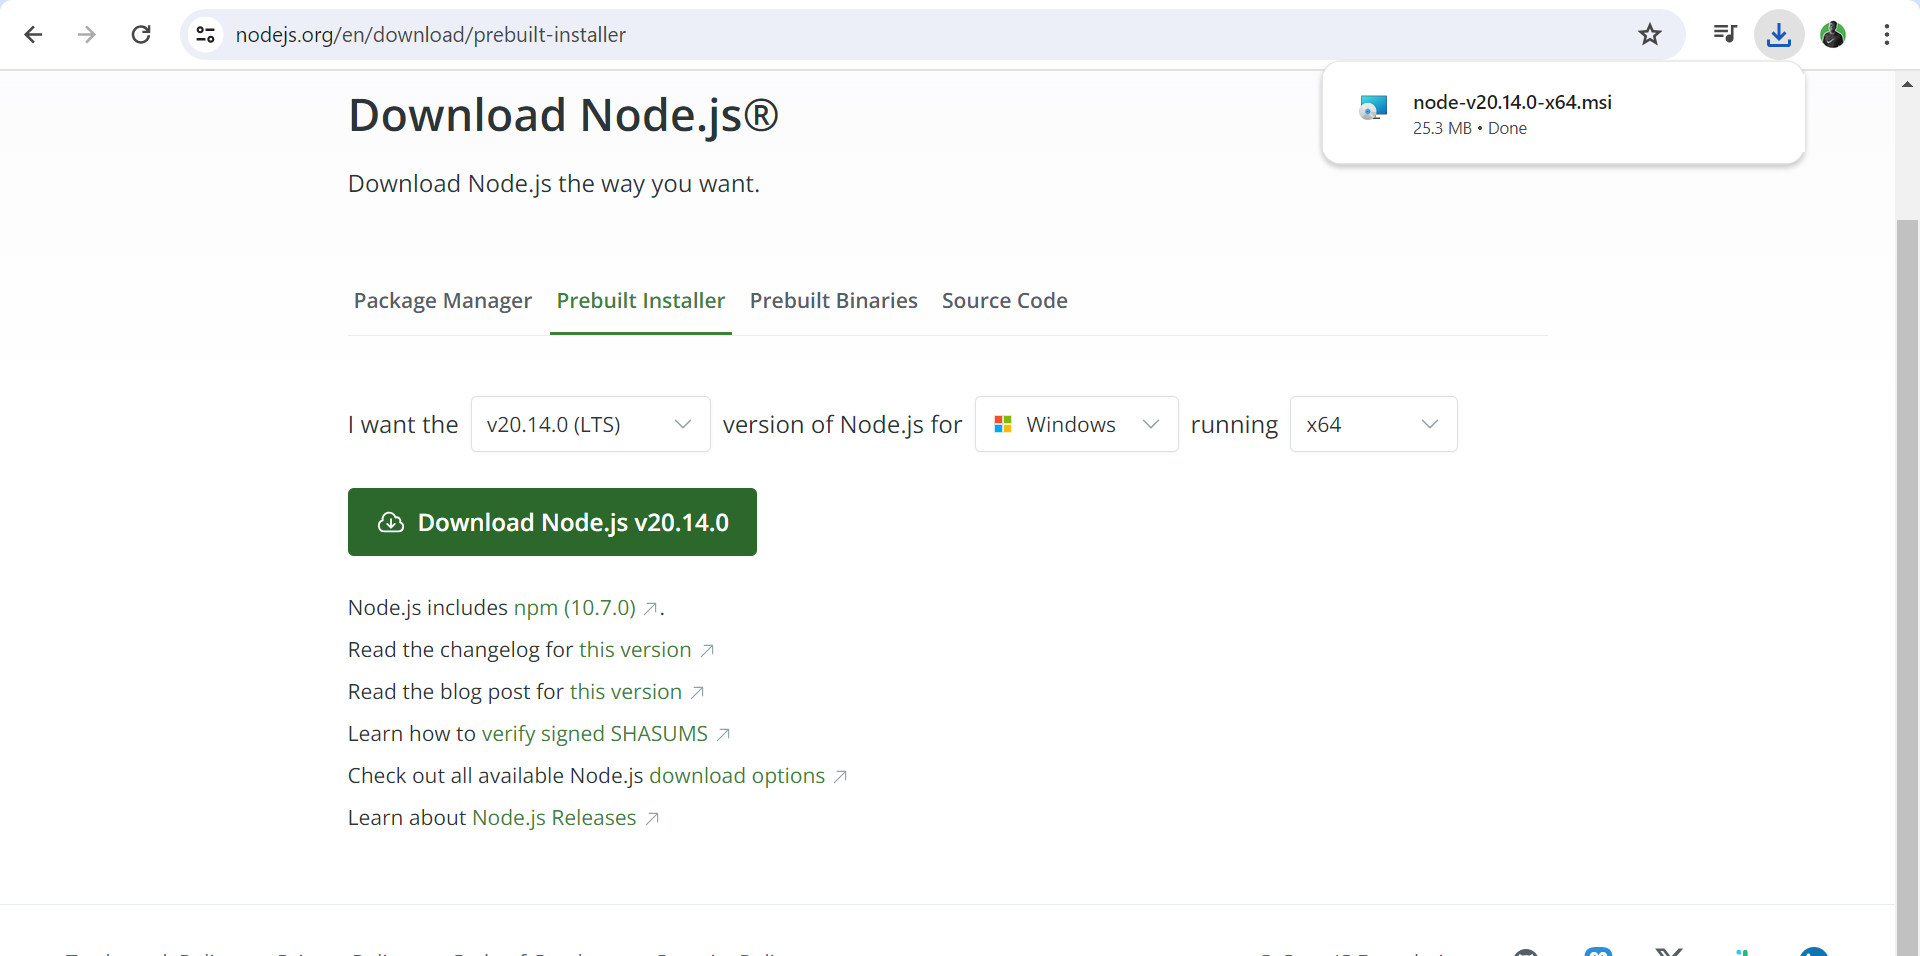 nodejs.org/en/download/prebuilt-installer
node-v20.14.0-x64.msi
25.3 MB • Done
Download Node.js®
Download Node.js the way you want.
Package Manager Prebuilt Installer Prebuilt Binaries Source Code
I want the v20.14.0 (LTS) version of Node.js for Windows running x64
Download Node.js v20.14.0
Node.js includes npm (10.7.0) ↗.
Read the changelog for this version ↗
Read the blog post for this version ↗
Learn how to verify signed SHASUMS ↗
Check out all available Node.js download options ↗
Learn about Node.js Releases ↗